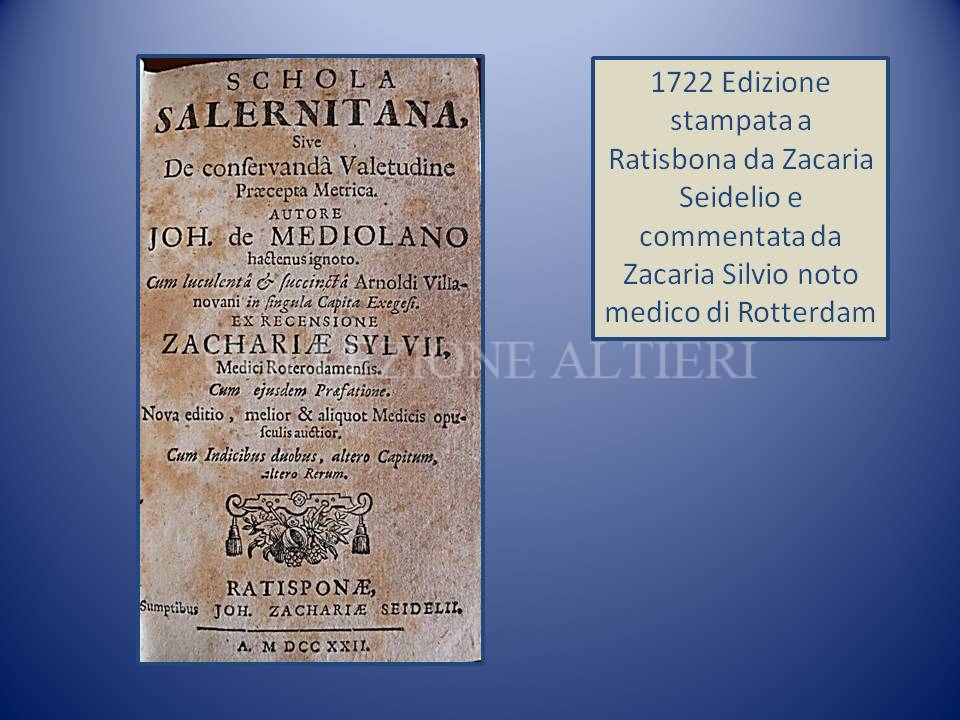 SCHOLA
SALERNITANA,
Sive
De conſervandâ Valetudine
Præcepta Metrica.
AUTORE
JOH. de MEDIOLANO
hactenus ignoto.
Cum luculentâ & ſuccinctâ Arnoldi Villa-
novani in ſingula Capita Exegeſi.
EX RECENSIONE
ZACHARIÆ SYLVII,
Medici Roterodamenſis.
Cum ejusdem Præfatione.
Nova editio, melior & aliquot Medicis opu-
ſculis auctior.
Cum Indicibus duobus, altero Capitum,
altero Rerum.
RATISPONÆ,
Sumptibus JOH. ZACHARIÆ SEIDELII.
A. M DCC XXII.
1722 Edizione
stampata a
Ratisbona da Zacaria
Seidelio e
commentata da
Zacaria Silvio noto
medico di Rotterdam
ZIONE ALTIERI